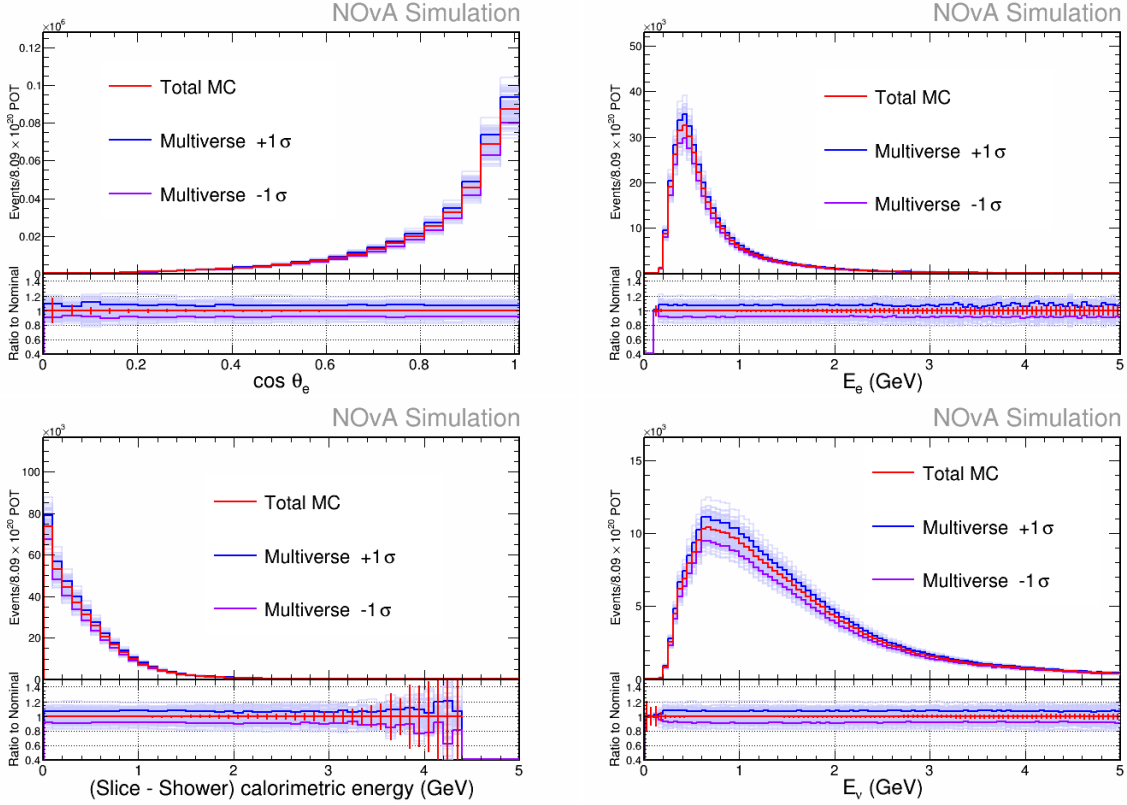 NOvA Simulation
×10⁶
Events/8.09 × 10²⁰ POT
0.12
0.1
0.08
0.06
0.04
0.02
0
Total MC
Multiverse +1σ
Multiverse -1σ
Ratio to Nominal
1.4
1.2
1
0.8
0.6
0.4
0 0.2 0.4 0.6 0.8 1
cos θₑ
NOvA Simulation
×10³
Events/8.09 × 10²⁰ POT
50
40
30
20
10
0
Total MC
Multiverse +1σ
Multiverse -1σ
Ratio to Nominal
1.4
1.2
1
0.8
0.6
0.4
0 1 2 3 4 5
Eₑ (GeV)
NOvA Simulation
×10³
Events/8.09 × 10²⁰ POT
100
80
60
40
20
0
Total MC
Multiverse +1σ
Multiverse -1σ
Ratio to Nominal
1.4
1.2
1
0.8
0.6
0.4
0 1 2 3 4 5
(Slice - Shower) calorimetric energy (GeV)
NOvA Simulation
×10³
Events/8.09 × 10²⁰ POT
15
10
5
0
Total MC
Multiverse +1σ
Multiverse -1σ
Ratio to Nominal
1.4
1.2
1
0.8
0.6
0.4
0 1 2 3 4 5
E_ν (GeV)